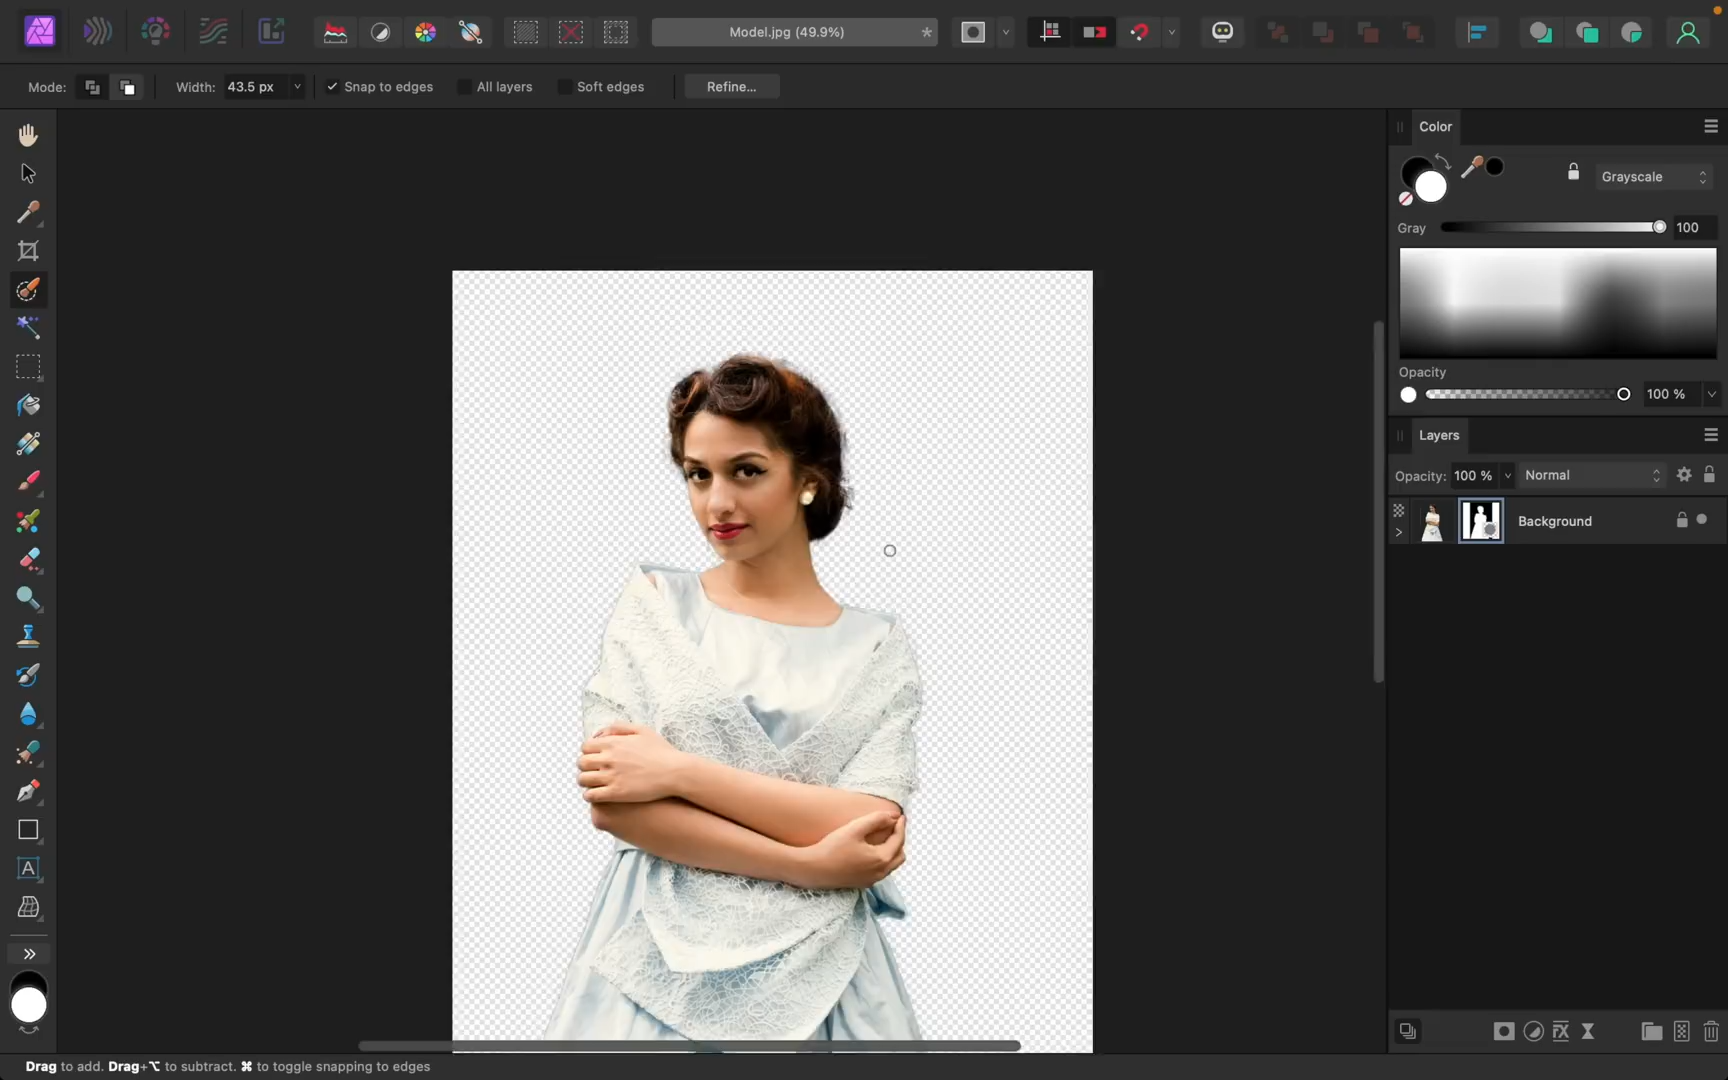 Model.jpg (49.9%)
*
Mode:
Width: 43.5 px
Snap to edges
All layers
Soft edges
Refine...
Color
Grayscale
Gray
100
Opacity
100 %
Layers
Opacity: 100 %
Normal
Background
FX
A
Drag to add. Drag+⌥ to subtract. ⌘ to toggle snapping to edges